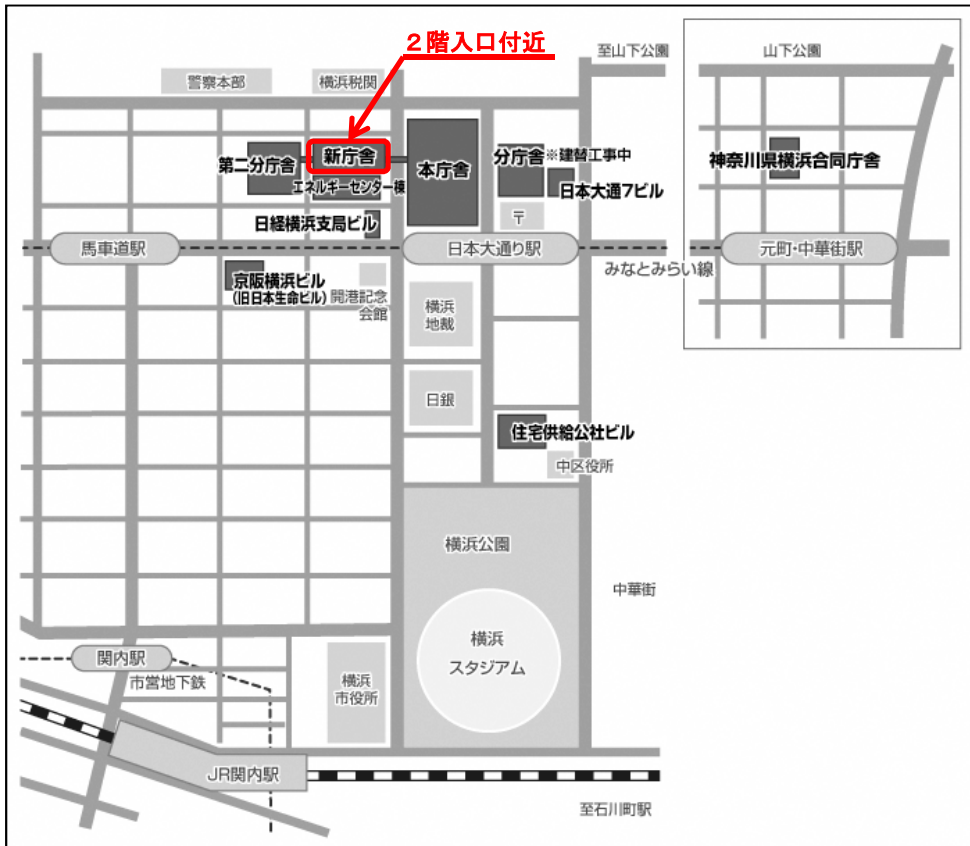 ２階入口付近
至山下公園
山下公園
警察本部
横浜税関
第二分庁舎
新庁舎
エネルギーセンター棟
本庁舎
分庁舎※建替工事中
日本大通7ビル
〒
神奈川県横浜合同庁舎
日経横浜支局ビル
馬車道駅
日本大通り駅
みなとみらい線
元町・中華街駅
京阪横浜ビル
(旧日本生命ビル)
開港記念
会館
横浜
地裁
日銀
住宅供給公社ビル
中区役所
横浜公園
中華街
横浜
スタジアム
関内駅
市営地下鉄
横浜
市役所
JR関内駅
至石川町駅